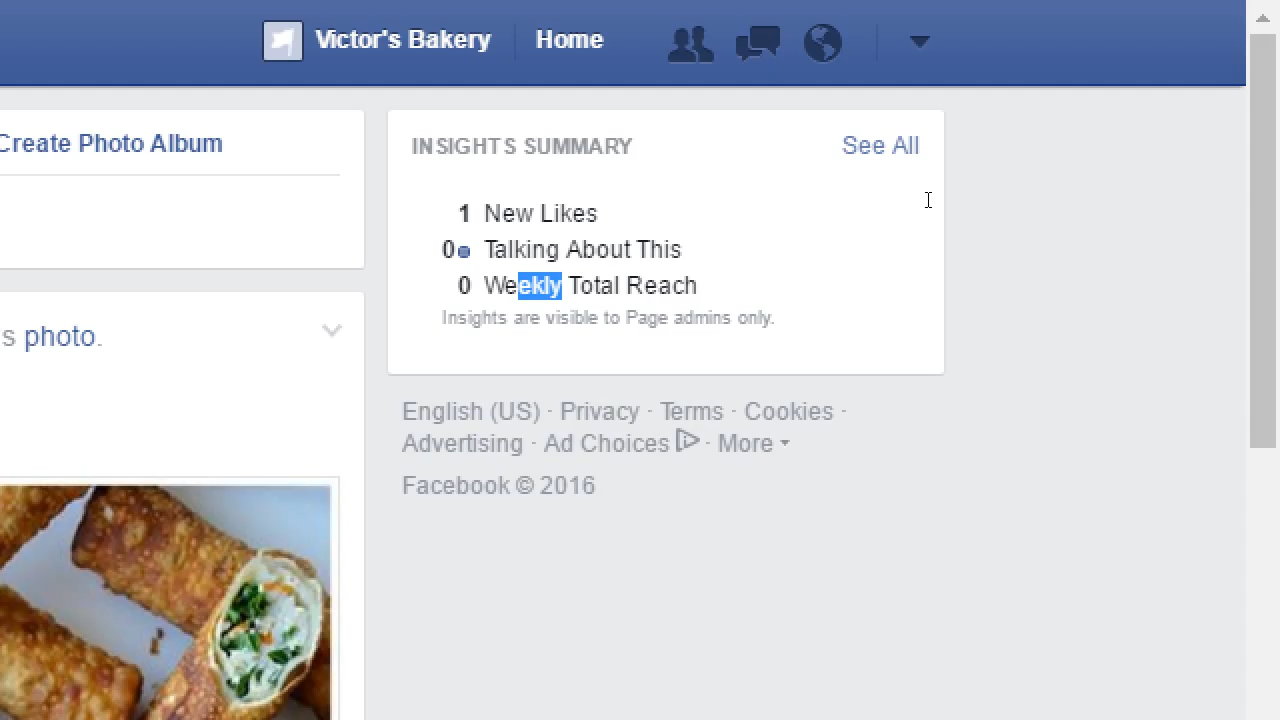 Victor's Bakery Home
Create Photo Album
INSIGHTS SUMMARY See All
1 New Likes
0 Talking About This
0 Weekly Total Reach
Insights are visible to Page admins only.
s photo.
English (US) · Privacy · Terms · Cookies ·
Advertising · Ad Choices · More
Facebook © 2016